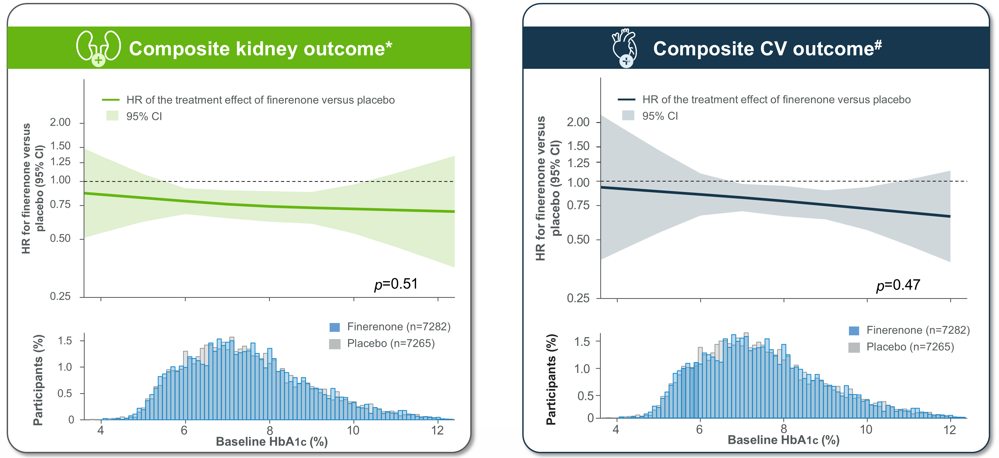 Composite kidney outcome*
HR of the treatment effect of finerenone versus placebo
95% CI
HR for finerenone versus
placebo (95% CI)
2.00
1.50
1.25
1.00
0.75
0.50
0.25
p=0.51
Finerenone (n=7282)
Placebo (n=7265)
Participants (%)
1.5
1.0
0.5
0
4
6
8
10
12
Baseline HbA1c (%)
Composite CV outcome#
HR of the treatment effect of finerenone versus placebo
95% CI
HR for finerenone versus
placebo (95% CI)
2.00
1.50
1.25
1.00
0.75
0.50
0.25
p=0.47
Finerenone (n=7282)
Placebo (n=7265)
Participants (%)
1.5
1.0
0.5
0
4
6
8
10
12
Baseline HbA1c (%)